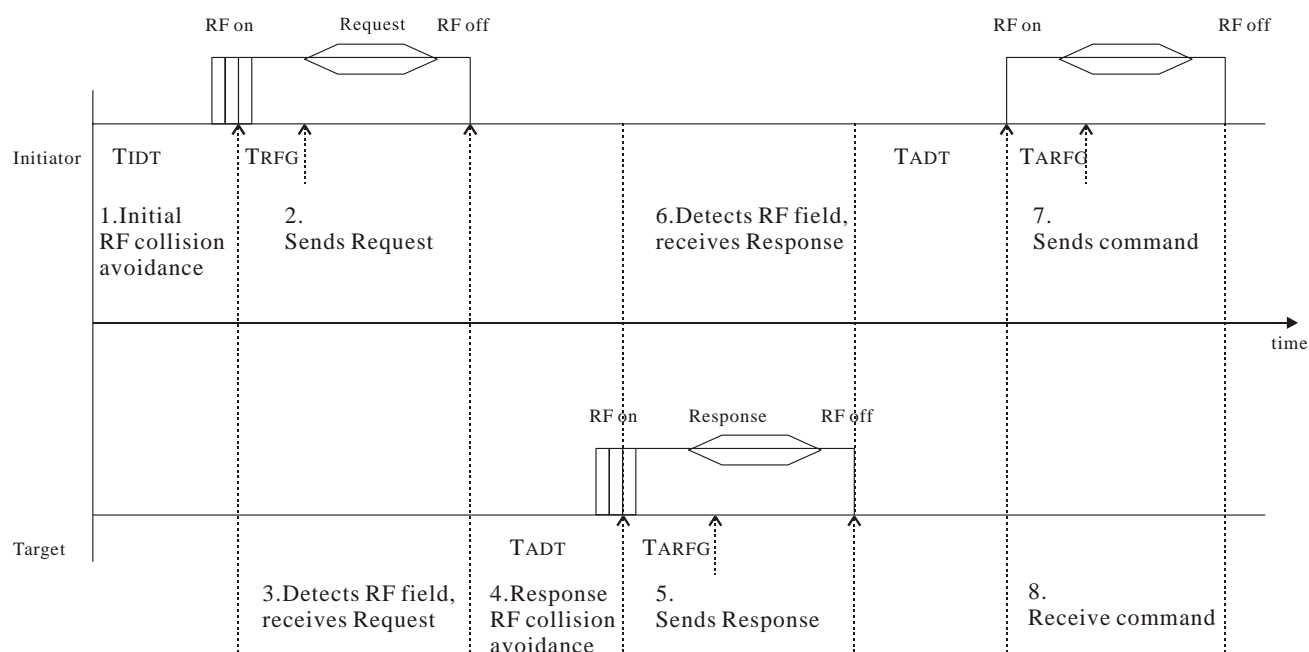 RF on
Request
RF off
RF on
RF off
Initiator
TIDT
TRFG
TADT
TARFG
1.Initial
RF collision
avoidance
2.
Sends Request
6.Detects RF field,
receives Response
7.
Sends command
time
RF on
Response
RF off
Target
TADT
TARFG
3.Detects RF field,
receives Request
4.Response
RF collision
avoidance
5.
Sends Response
8.
Receive command